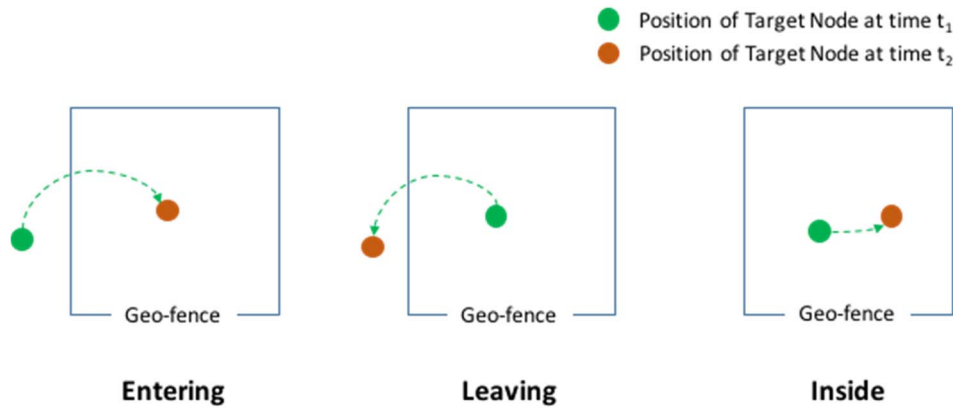 Position of Target Node at time t₁
Position of Target Node at time t₂
Geo-fence
Geo-fence
Geo-fence
Entering
Leaving
Inside